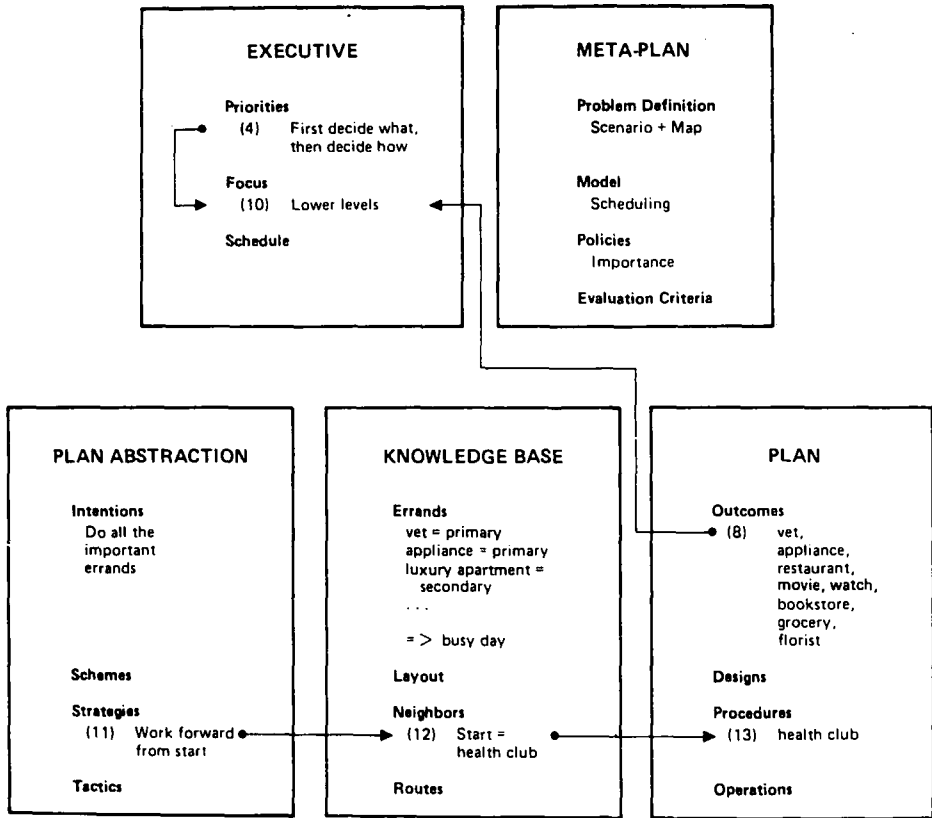 EXECUTIVE
Priorities
(4) First decide what,
then decide how
Focus
(10) Lower levels
Schedule
META-PLAN
Problem Definition
Scenario + Map
Model
Scheduling
Policies
Importance
Evaluation Criteria
PLAN ABSTRACTION
Intentions
Do all the
important
errands
Schemes
Strategies
(11) Work forward
from start
Tactics
KNOWLEDGE BASE
Errands
vet = primary
appliance = primary
luxury apartment =
secondary
. . .
= > busy day
Layout
Neighbors
(12) Start =
health club
Routes
PLAN
Outcomes
(8) vet,
appliance,
restaurant,
movie, watch,
bookstore,
grocery,
florist
Designs
Procedures
(13) health club
Operations